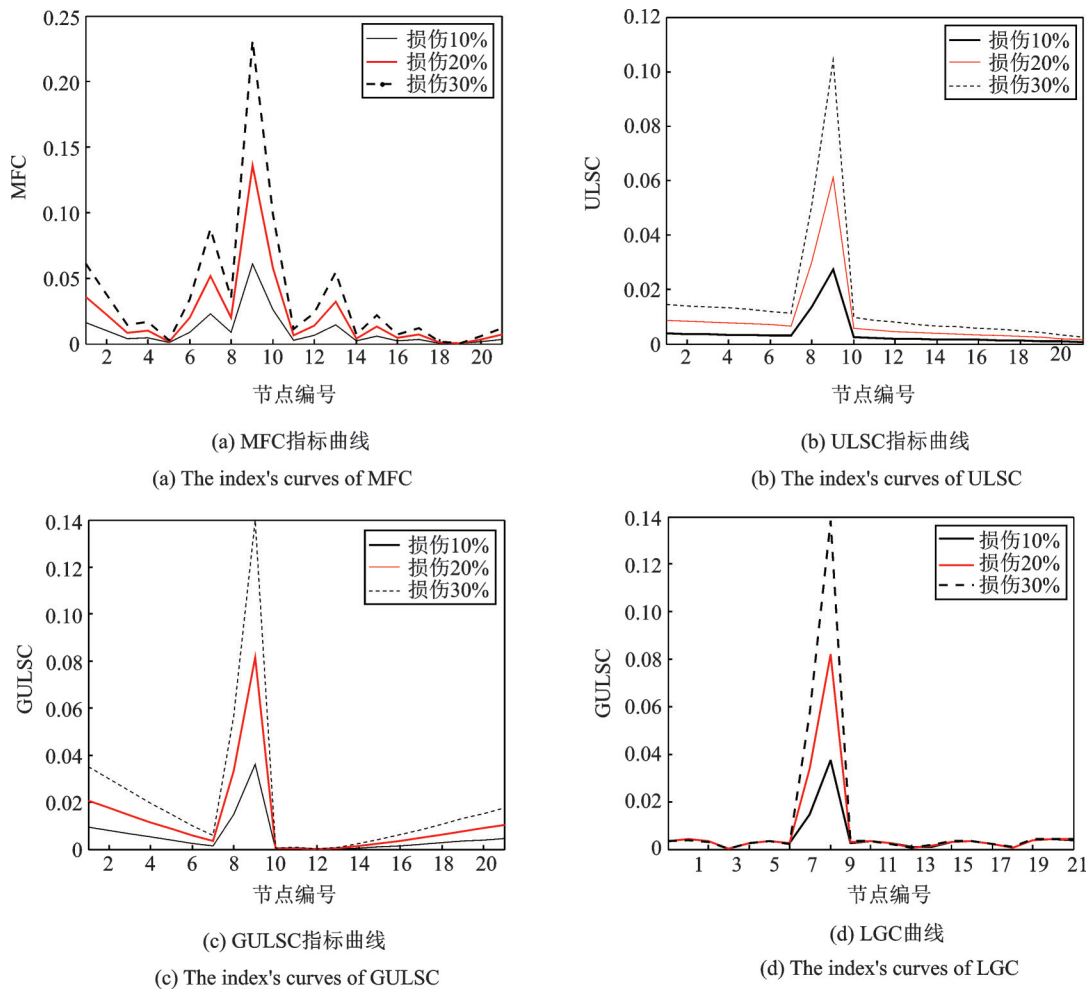 0.25
0.20
0.15
0.10
0.05
0
MFC
损伤10%
损伤20%
损伤30%
2 4 6 8 10 12 14 16 18 20
节点编号
(a) MFC指标曲线
(a) The index's curves of MFC
0.12
0.10
0.08
0.06
0.04
0.02
0
ULSC
损伤10%
损伤20%
损伤30%
2 4 6 8 10 12 14 16 18 20
节点编号
(b) ULSC指标曲线
(b) The index's curves of ULSC
0.14
0.12
0.10
0.08
0.06
0.04
0.02
0
GULSC
损伤10%
损伤20%
损伤30%
2 4 6 8 10 12 14 16 18 20
节点编号
(c) GULSC指标曲线
(c) The index's curves of GULSC
0.14
0.12
0.10
0.08
0.06
0.04
0.02
0
GULSC
损伤10%
损伤20%
损伤30%
1 3 5 7 9 11 13 15 17 19 21
节点编号
(d) LGC曲线
(d) The index's curves of LGC